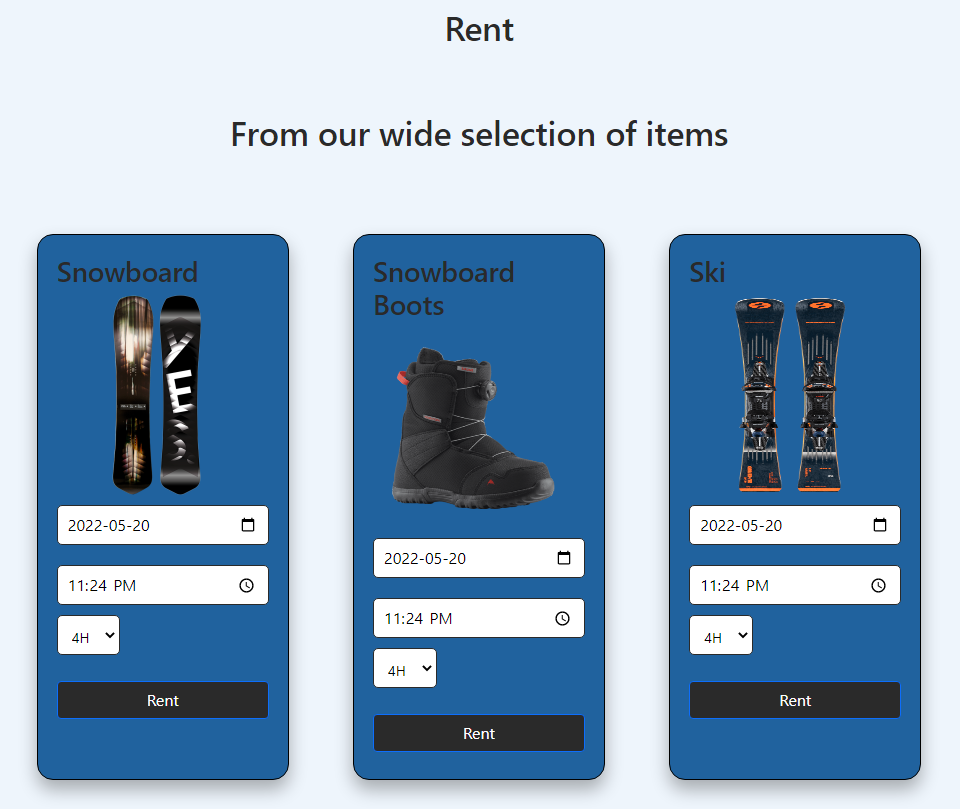 Rent
From our wide selection of items
Snowboard
YES
2022-05-20
11:24 PM
4H
Rent
Snowboard
Boots
2022-05-20
11:24 PM
4H
Rent
Ski
2022-05-20
11:24 PM
4H
Rent